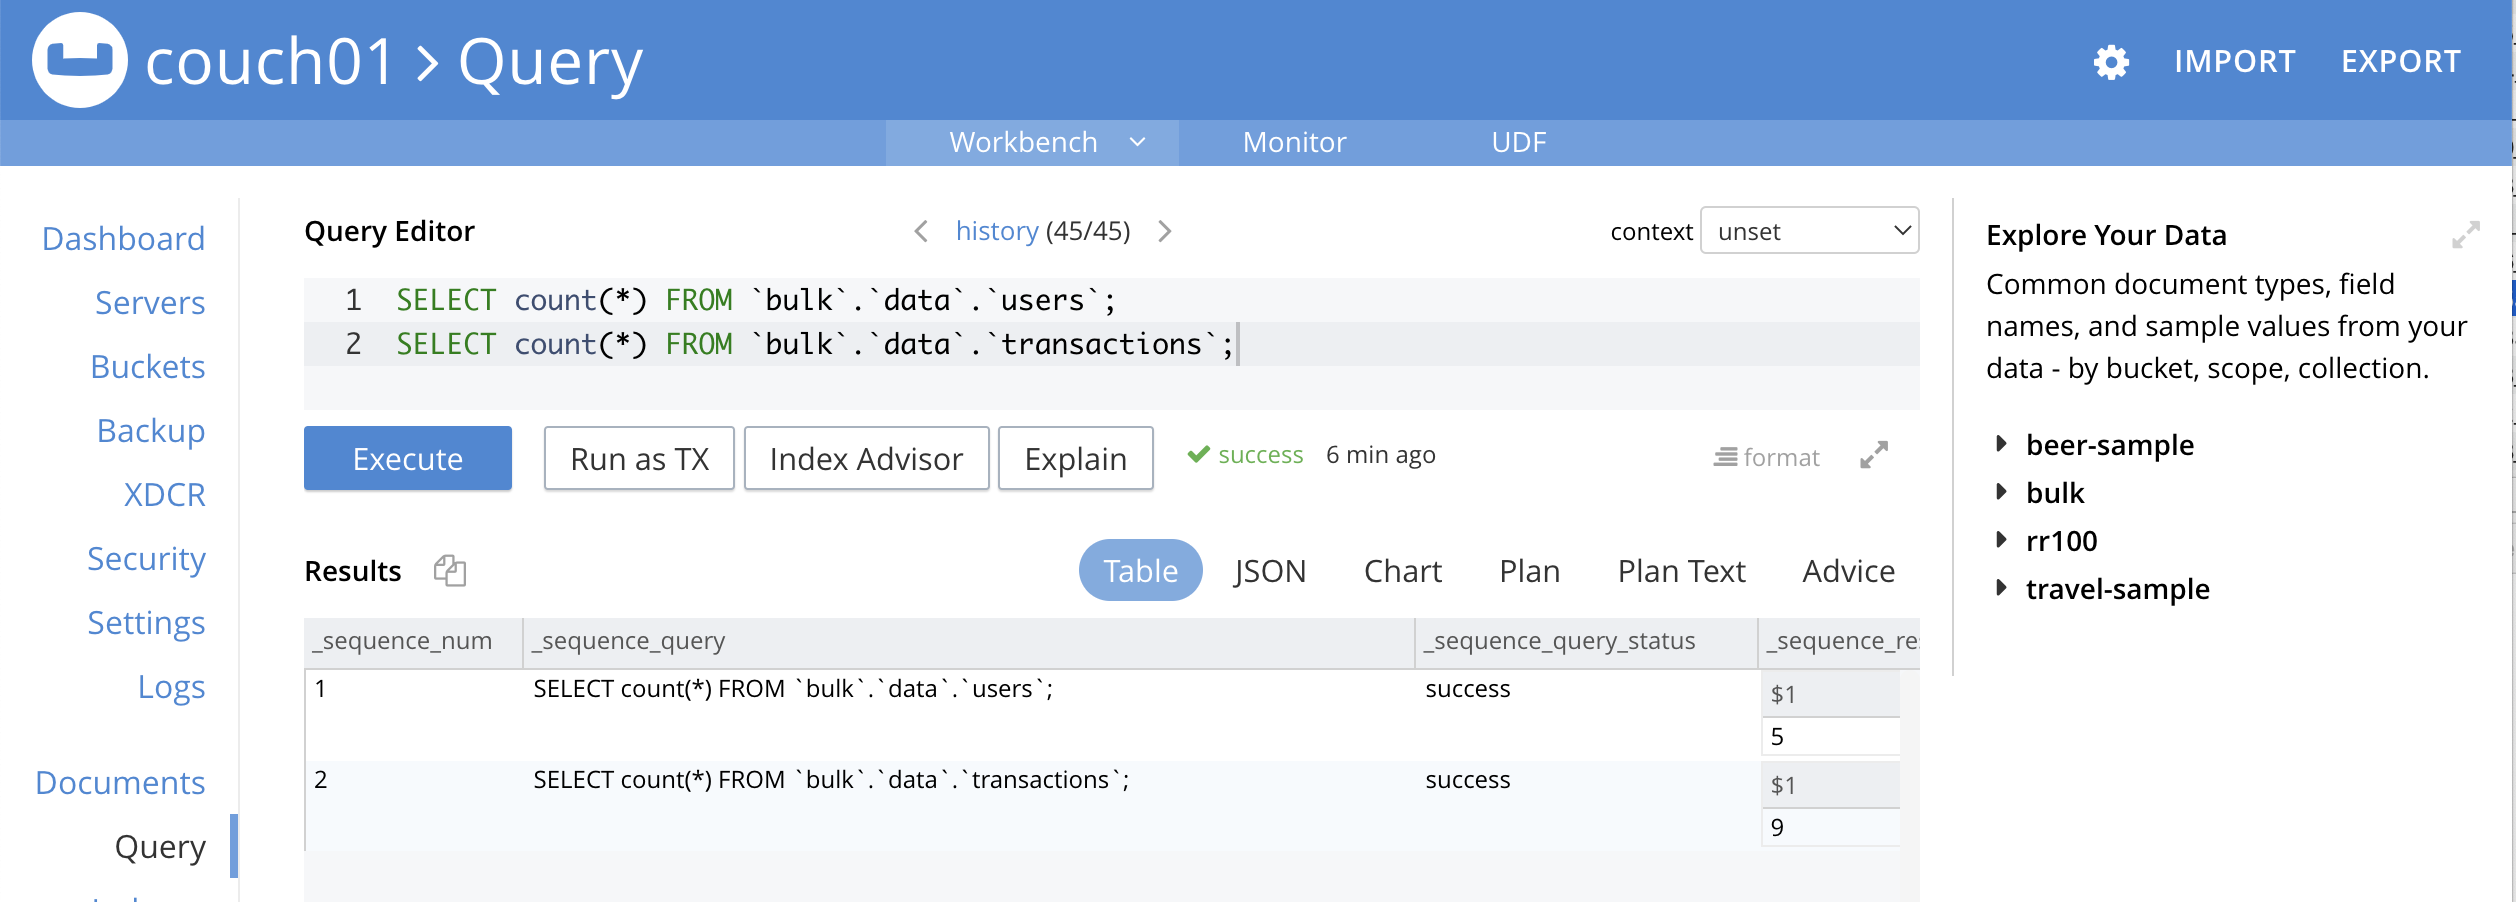 couch01 > Query
IMPORT EXPORT
Workbench Monitor UDF
Dashboard
Servers
Buckets
Backup
XDCR
Security
Settings
Logs
Documents
Query
Query Editor
history (45/45)
context unset
1 SELECT count(*) FROM `bulk`.`data`.`users`;
2 SELECT count(*) FROM `bulk`.`data`.`transactions`;
Execute Run as TX Index Advisor Explain success 6 min ago format
Results
Table JSON Chart Plan Plan Text Advice
_sequence_num _sequence_query _sequence_query_status _sequence_re
1 SELECT count(*) FROM `bulk`.`data`.`users`; success $1
5
2 SELECT count(*) FROM `bulk`.`data`.`transactions`; success $1
9
Explore Your Data
Common document types, field
names, and sample values from your
data - by bucket, scope, collection.
beer-sample
bulk
rr100
travel-sample